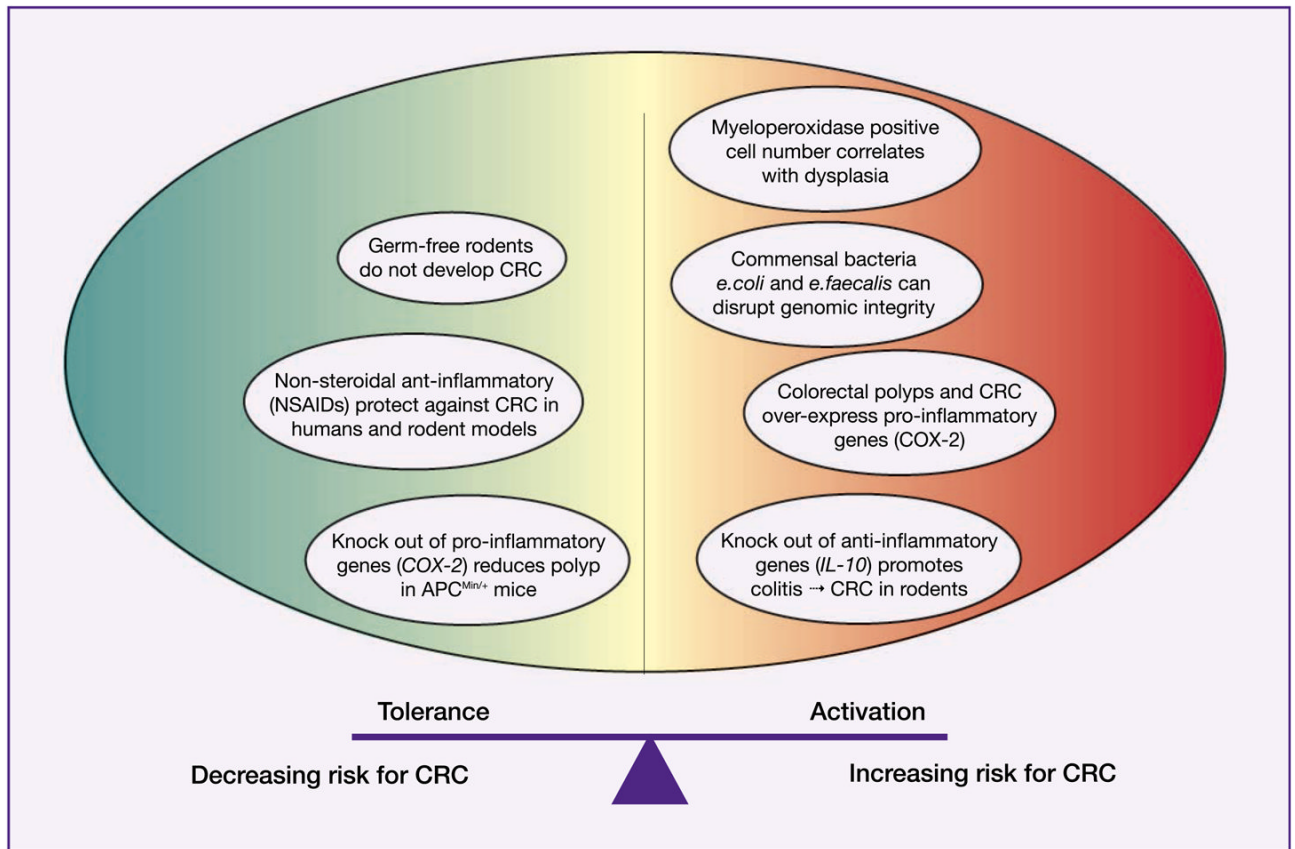 Myeloperoxidase positive
cell number correlates
with dysplasia
Germ-free rodents
do not develop CRC
Commensal bacteria
e.coli and e.faecalis can
disrupt genomic integrity
Non-steroidal ant-inflammatory
(NSAIDs) protect against CRC in
humans and rodent models
Colorectal polyps and CRC
over-express pro-inflammatory
genes (COX-2)
Knock out of pro-inflammatory
genes (COX-2) reduces polyp
in APCMin/+ mice
Knock out of anti-inflammatory
genes (IL-10) promotes
colitis ⇢ CRC in rodents
Tolerance
Activation
Decreasing risk for CRC
Increasing risk for CRC